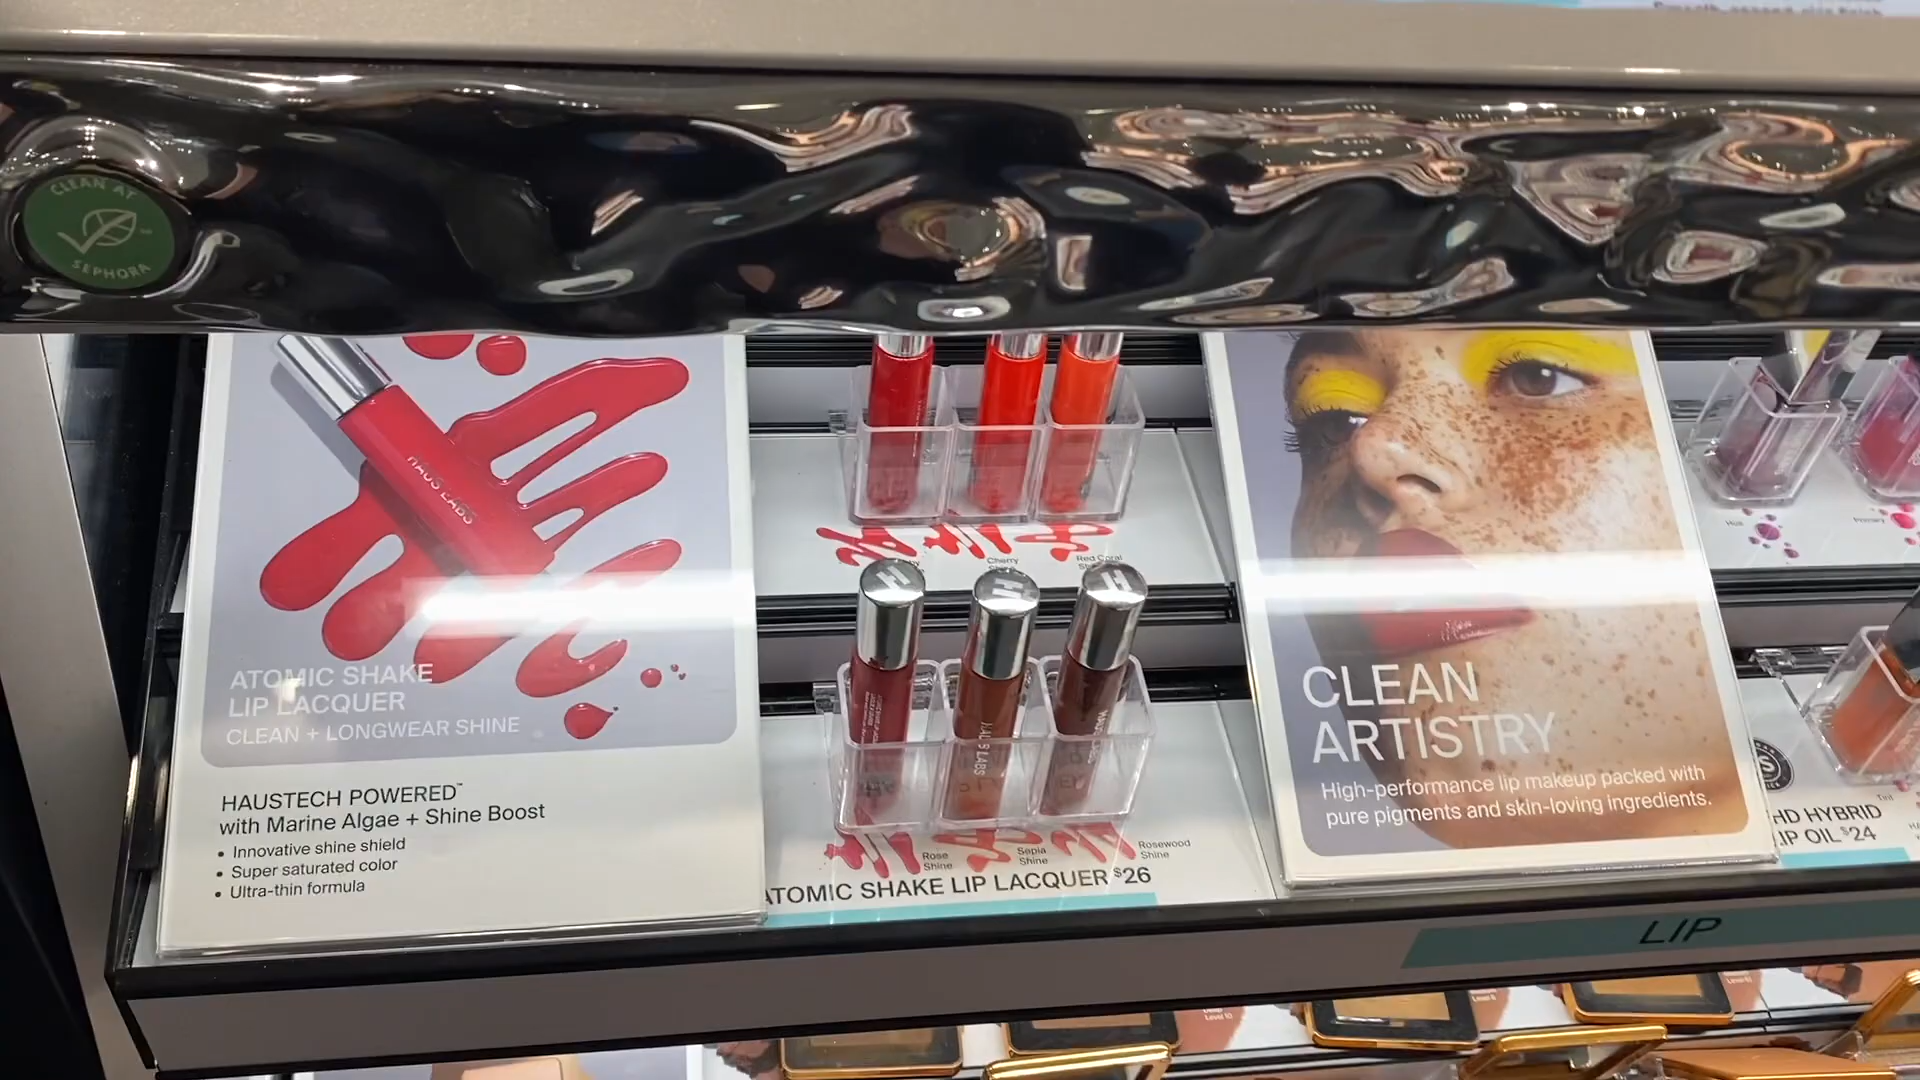 CLEAN AT
SEPHORA
HAUS LABS
ATOMIC SHAKE
LIP LACQUER
CLEAN + LONGWEAR SHINE
HAUSTECH POWERED™
with Marine Algae + Shine Boost
• Innovative shine shield
• Super saturated color
• Ultra-thin formula
Cherry
Red Coral
HAUS LABS
Rose
Shine
Sepia
Shine
Rosewood
Shine
ATOMIC SHAKE LIP LACQUER $26
CLEAN
ARTISTRY
High-performance lip makeup packed with
pure pigments and skin-loving ingredients.
Tint
HD HYBRID
LIP OIL $24
LIP